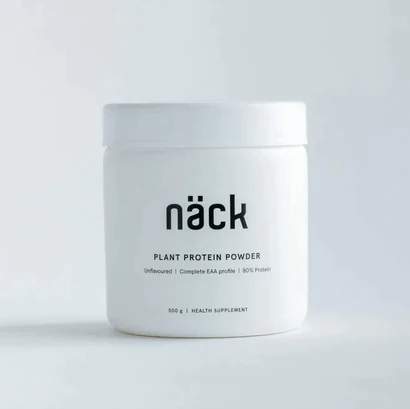 näck
PLANT PROTEIN POWDER
Unflavoured | Complete EAA profile | 80% Protein
500 g | HEALTH SUPPLEMENT